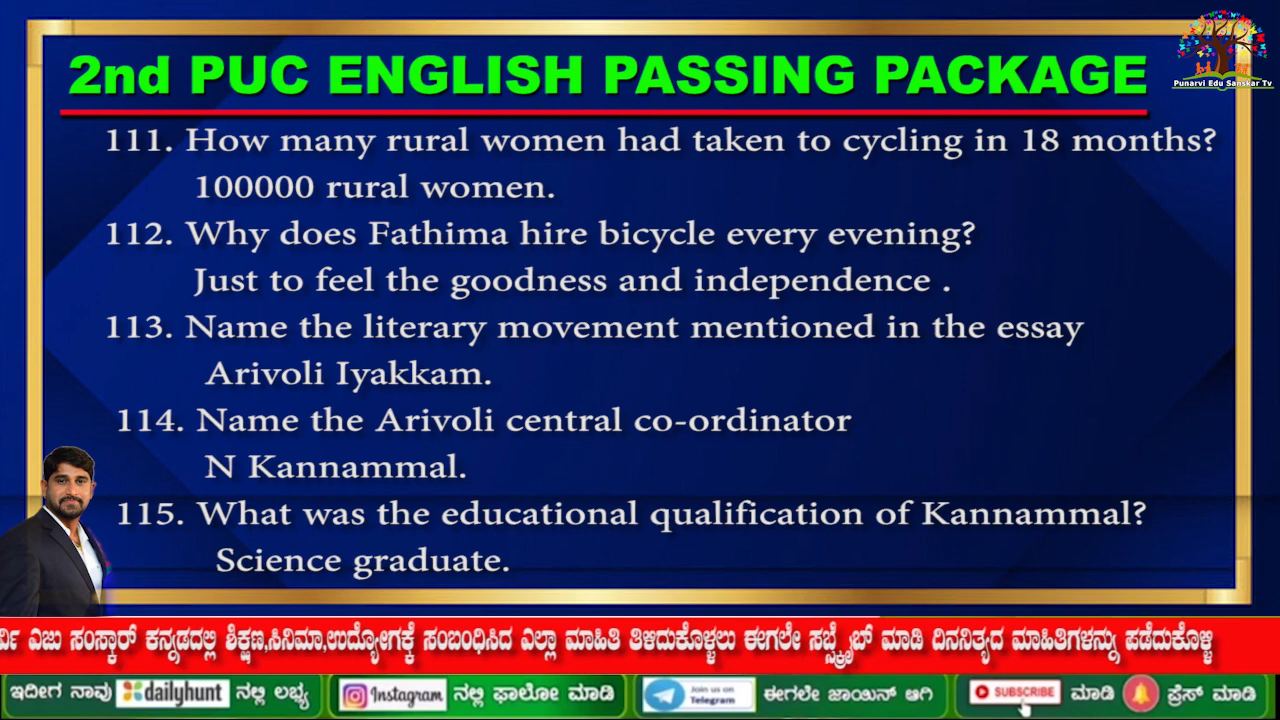 2nd PUC ENGLISH PASSING PACKAGE
Punarvi Edu Sanskar Tv
111. How many rural women had taken to cycling in 18 months?
100000 rural women.
112. Why does Fathima hire bicycle every evening?
Just to feel the goodness and independence .
113. Name the literary movement mentioned in the essay
Arivoli Iyakkam.
114. Name the Arivoli central co-ordinator
N Kannammal.
115. What was the educational qualification of Kannammal?
Science graduate.
ಎಜು ಸಂಸ್ಕಾರ್ ಕನ್ನಡದಲ್ಲಿ ಶಿಕ್ಷಣ,ಸಿನಿಮಾ,ಉದ್ಯೋಗಕ್ಕೆ ಸಂಬಂಧಿಸಿದ ಎಲ್ಲಾ ಮಾಹಿತಿ ತಿಳಿದುಕೊಳ್ಳಲು ಈಗಲೇ ಸಬ್ಸ್ಕ್ರೈಬ್ ಮಾಡಿ ದಿನನಿತ್ಯದ ಮಾಹಿತಿಗಳನ್ನು ಪಡೆದುಕೊಳ್ಳಿ
ಇದೀಗ ನಾವು dailyhunt ನಲ್ಲಿ ಲಭ್ಯ Instagram ನಲ್ಲಿ ಫಾಲೋ ಮಾಡಿ Join us on Telegram ಈಗಲೇ ಜಾಯಿನ್ ಆಗಿ SUBSCRIBE ಮಾಡಿ ಪ್ರೆಸ್ ಮಾಡಿ